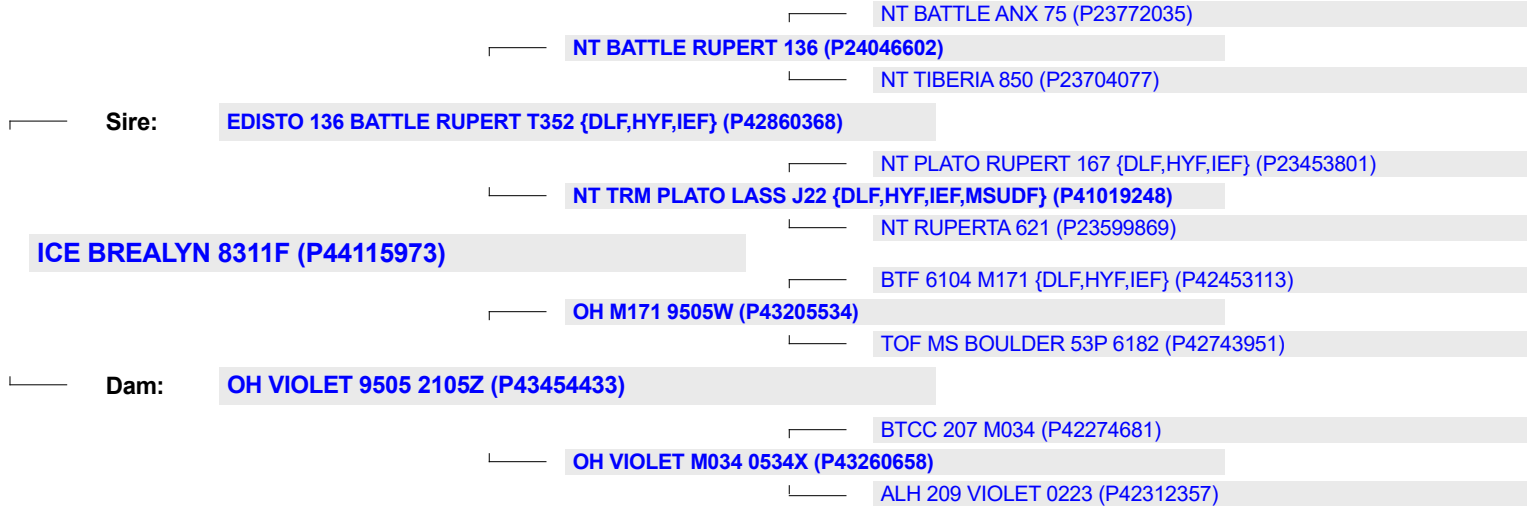 NT BATTLE ANX 75 (P23772035)
NT BATTLE RUPERT 136 (P24046602)
NT TIBERIA 850 (P23704077)
Sire: EDISTO 136 BATTLE RUPERT T352 {DLF,HYF,IEF} (P42860368)
NT PLATO RUPERT 167 {DLF,HYF,IEF} (P23453801)
NT TRM PLATO LASS J22 {DLF,HYF,IEF,MSUDF} (P41019248)
NT RUPERTA 621 (P23599869)
ICE BREALYN 8311F (P44115973)
BTF 6104 M171 {DLF,HYF,IEF} (P42453113)
OH M171 9505W (P43205534)
TOF MS BOULDER 53P 6182 (P42743951)
Dam: OH VIOLET 9505 2105Z (P43454433)
BTCC 207 M034 (P42274681)
OH VIOLET M034 0534X (P43260658)
ALH 209 VIOLET 0223 (P42312357)